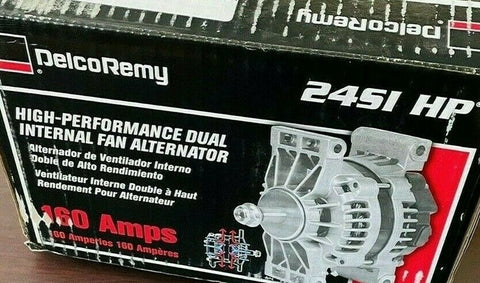 DelcoRemy
DelcoRemy
24SI HP
HIGH-PERFORMANCE DUAL
INTERNAL FAN ALTERNATOR
Alternador de Ventilador Interno
Doble de Alto Rendimiento
Ventilateur Interne Double à Haut
Rendement Pour Alternateur
160 Amps
160 Amperios 160 Ampères